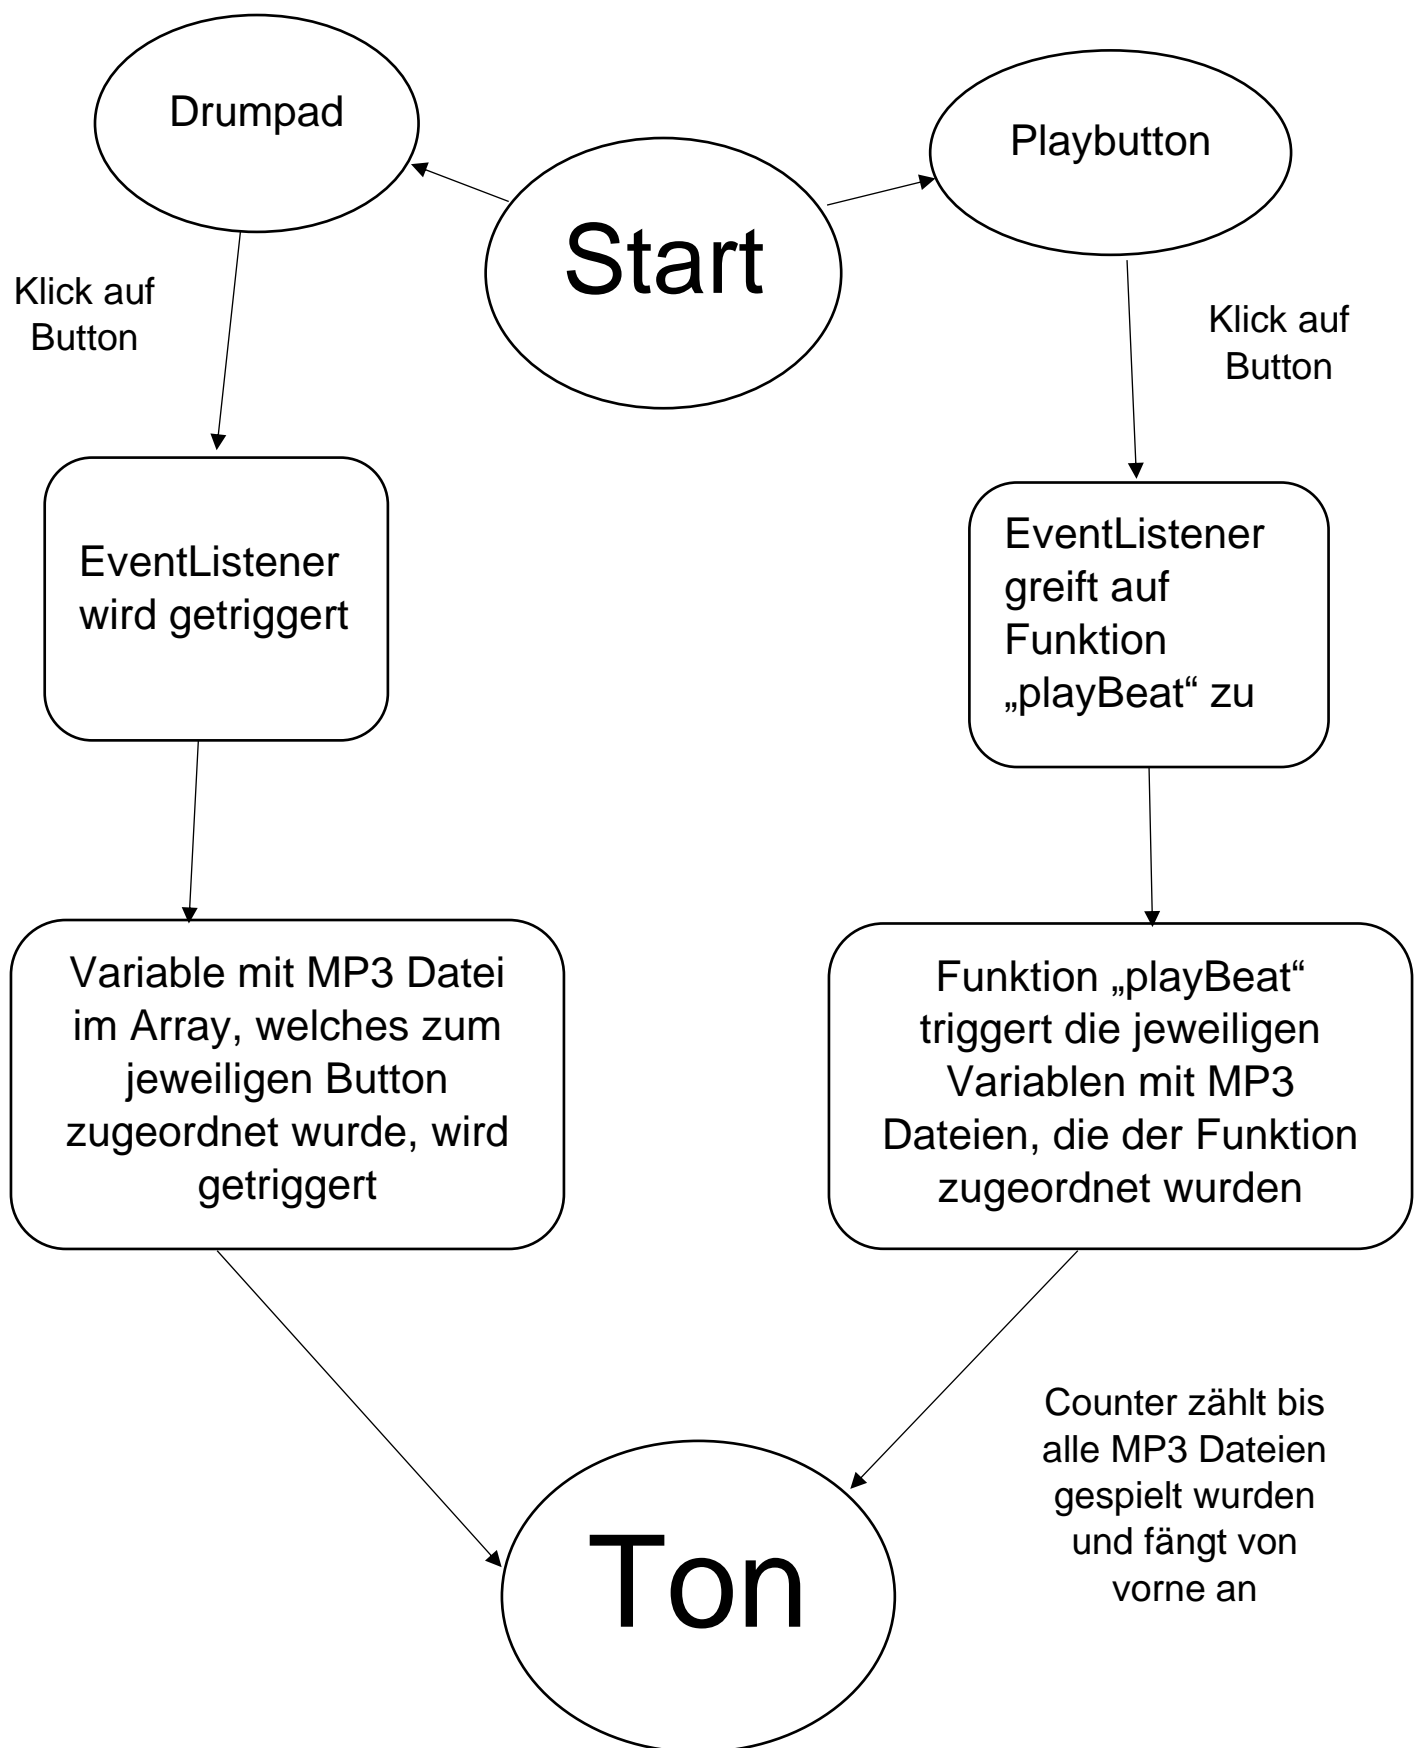 Drumpad
Playbutton
Start
Klick auf
Button
Klick auf
Button
EventListener
wird getriggert
EventListener
greift auf
Funktion
„playBeat“ zu
Variable mit MP3 Datei
im Array, welches zum
jeweiligen Button
zugeordnet wurde, wird
getriggert
Funktion „playBeat“
triggert die jeweiligen
Variablen mit MP3
Dateien, die der Funktion
zugeordnet wurden
Counter zählt bis
alle MP3 Dateien
gespielt wurden
und fängt von
vorne an
Ton